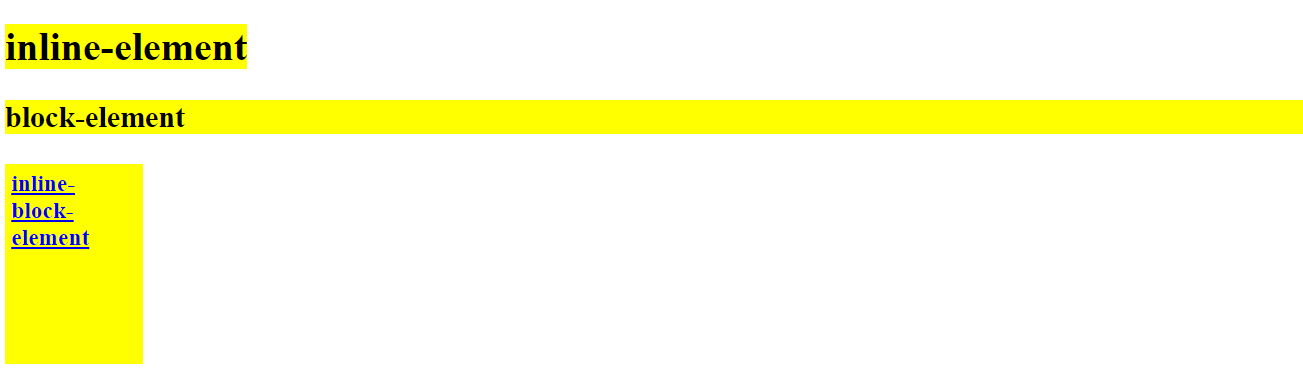 inline-element
block-element
inline-
block-
element